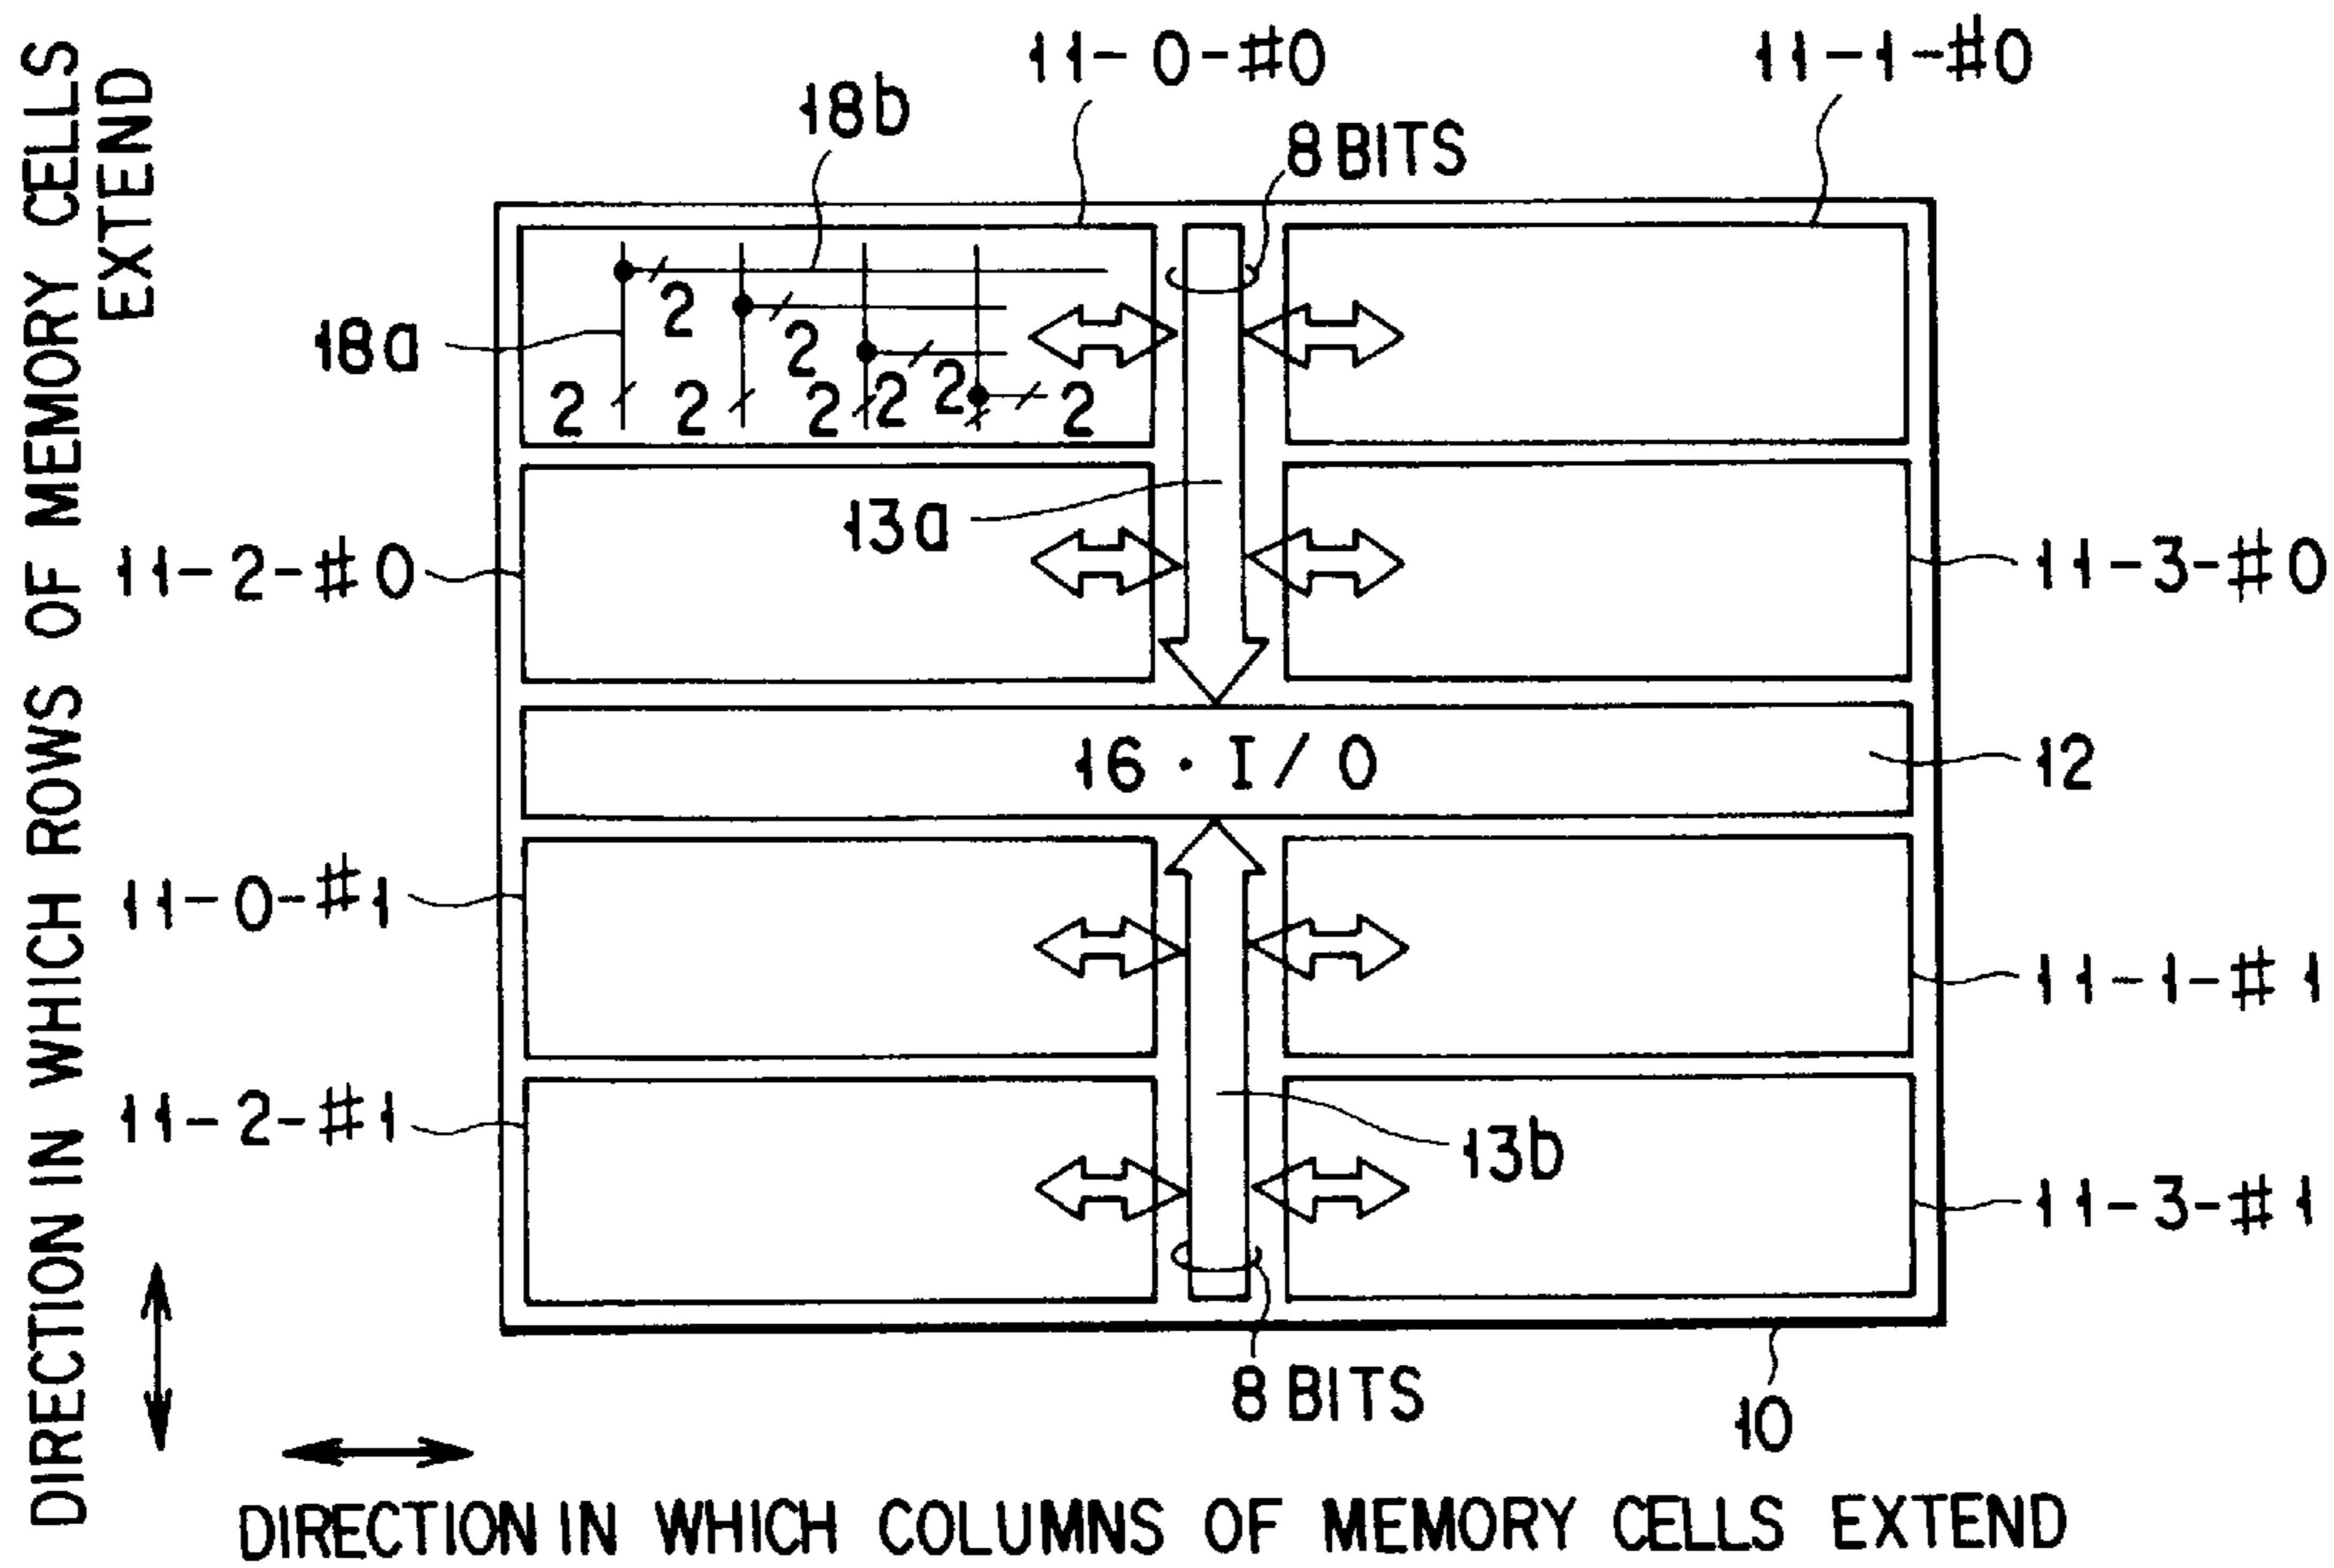 DIRECTION IN WHICH ROWS OF MEMORY CELLS
EXTEND
11-0-#0
11-1-#0
18b
8 BITS
18a
2
2
2 2 2 2 2 2
13a
11-2-#0
11-3-#0
16・I/O
12
11-0-#1
11-1-#1
11-2-#1
13b
11-3-#1
8 BITS
10
DIRECTION IN WHICH COLUMNS OF MEMORY CELLS EXTEND